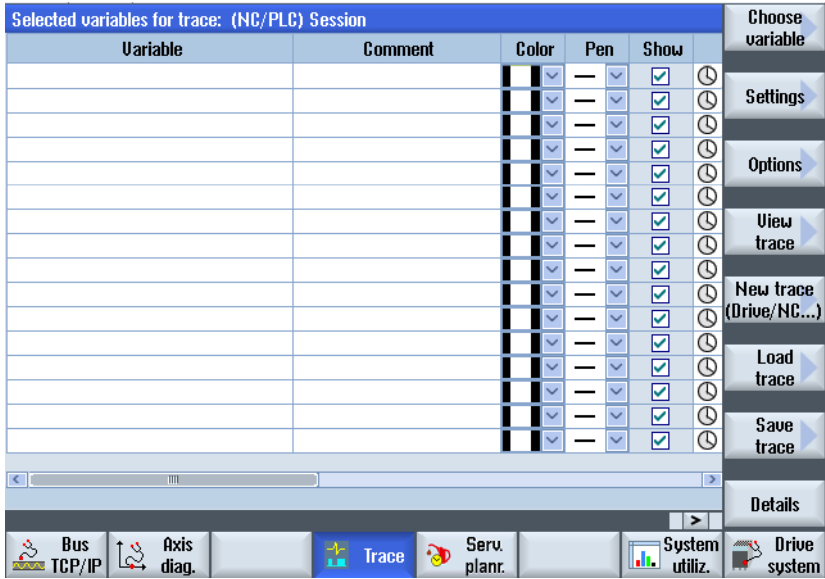 Selected variables for trace: (NC/PLC) Session
Variable Comment Color Pen Show
Choose
variable
Settings
Options
View
trace
New trace
(Drive/NC...)
Load
trace
Save
trace
Details
>
Bus
TCP/IP
Axis
diag.
Trace
Serv.
planr.
System
utiliz.
Drive
system